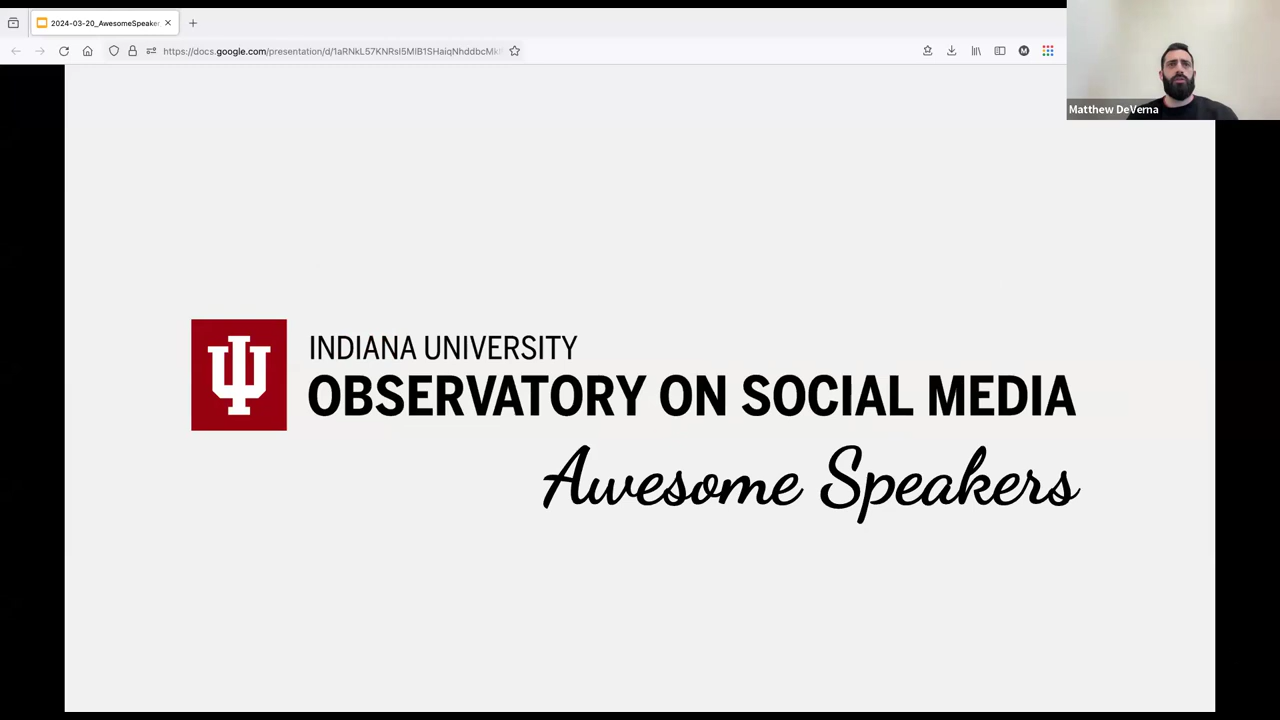 2024-03-20_AwesomeSpeaker
https://docs.google.com/presentation/d/1aRNkL57KNRsI5MIB1SHaiqNhddbcMk
M
Matthew DeVerna
INDIANA UNIVERSITY
OBSERVATORY ON SOCIAL MEDIA
Awesome Speakers